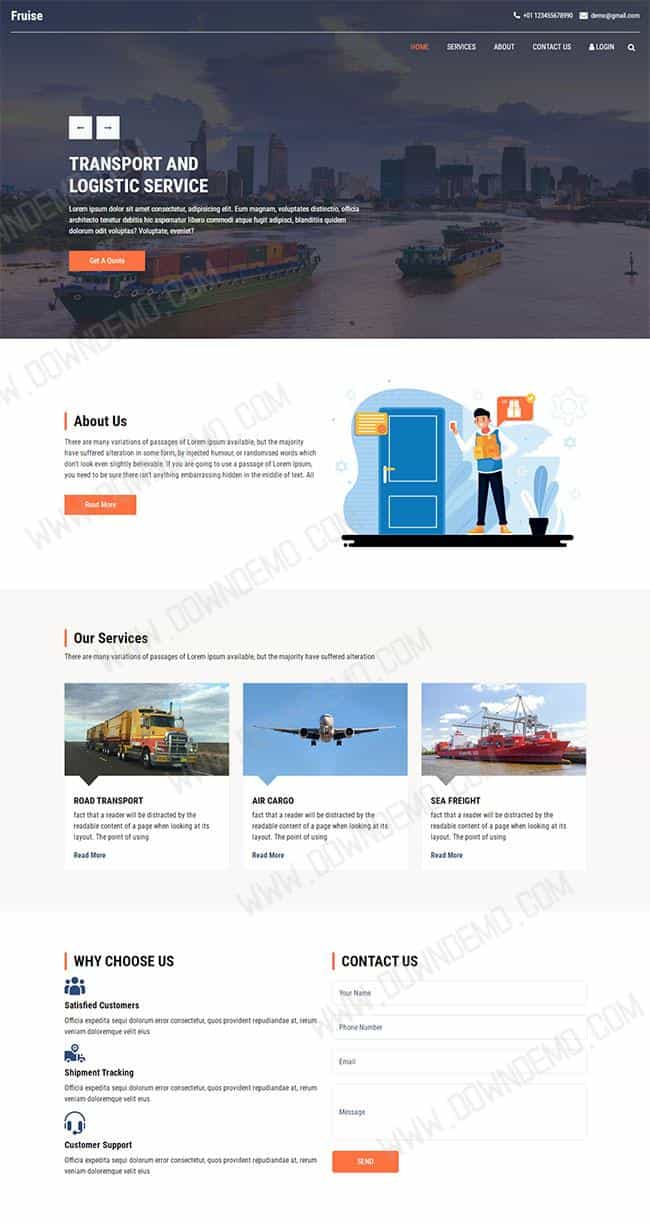 Fruise
+01 123455678990 demo@gmail.com
HOME SERVICES ABOUT CONTACT US LOGIN
TRANSPORT AND
LOGISTIC SERVICE
Lorem ipsum dolor sit amet consectetur, adipisicing elit. Eum magnam, voluptates distinctio, officia
architecto tenetur debitis hic aspernatur libero commodi atque fugit adipisci, blanditiis quidem
dolorum odit voluptas? Voluptate, eveniet?
Get A Quote
About Us
There are many variations of passages of Lorem Ipsum available, but the majority
have suffered alteration in some form, by injected humour, or randomised words which
don't look even slightly believable. If you are going to use a passage of Lorem Ipsum,
you need to be sure there isn't anything embarrassing hidden in the middle of text. All
Read More
Our Services
There are many variations of passages of Lorem Ipsum available, but the majority have suffered alteration
ROAD TRANSPORT
fact that a reader will be distracted by the
readable content of a page when looking at its
layout. The point of using
Read More
AIR CARGO
fact that a reader will be distracted by the
readable content of a page when looking at its
layout. The point of using
Read More
SEA FREIGHT
fact that a reader will be distracted by the
readable content of a page when looking at its
layout. The point of using
Read More
WHY CHOOSE US
Satisfied Customers
Officia expedita sequi dolorum error consectetur, quos provident repudiandae at, rerum
veniam doloremque velit eius
Shipment Tracking
Officia expedita sequi dolorum error consectetur, quos provident repudiandae at, rerum
veniam doloremque velit eius
Customer Support
Officia expedita sequi dolorum error consectetur, quos provident repudiandae at, rerum
veniam doloremque velit eius
CONTACT US
Your Name
Phone Number
Email
Message
SEND
WWW.DOWNDEMO.COM
WWW.DOWNDEMO.COM
WWW.DOWNDEMO.COM
WWW.DOWNDEMO.COM